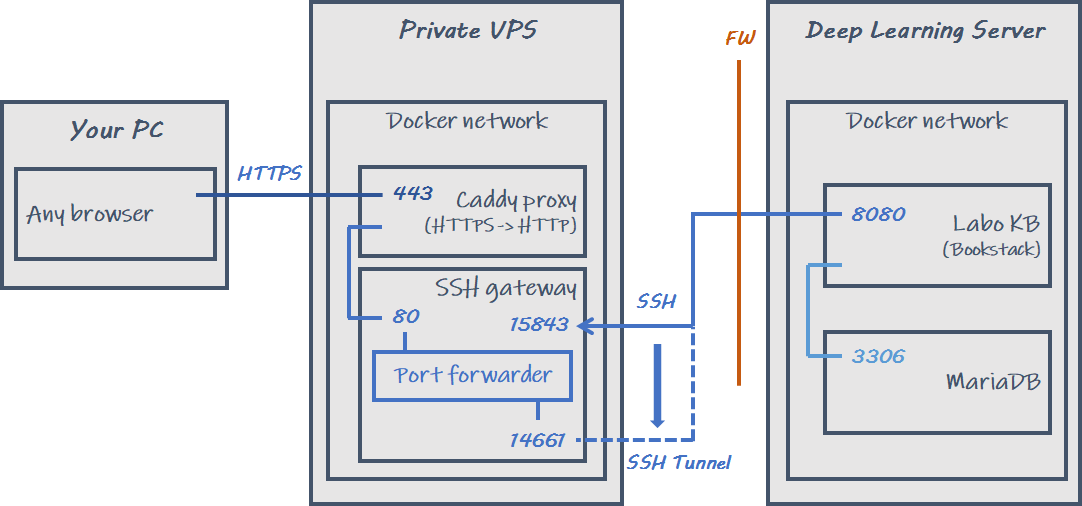 Your PC
Any browser
HTTPS
Private VPS
Docker network
443
Caddy proxy
(HTTPS -> HTTP)
SSH gateway
80
15843
Port forwarder
14661
SSH
SSH Tunnel
FW
Deep Learning Server
Docker network
8080
Labo KB
(Bookstack)
3306
MariaDB